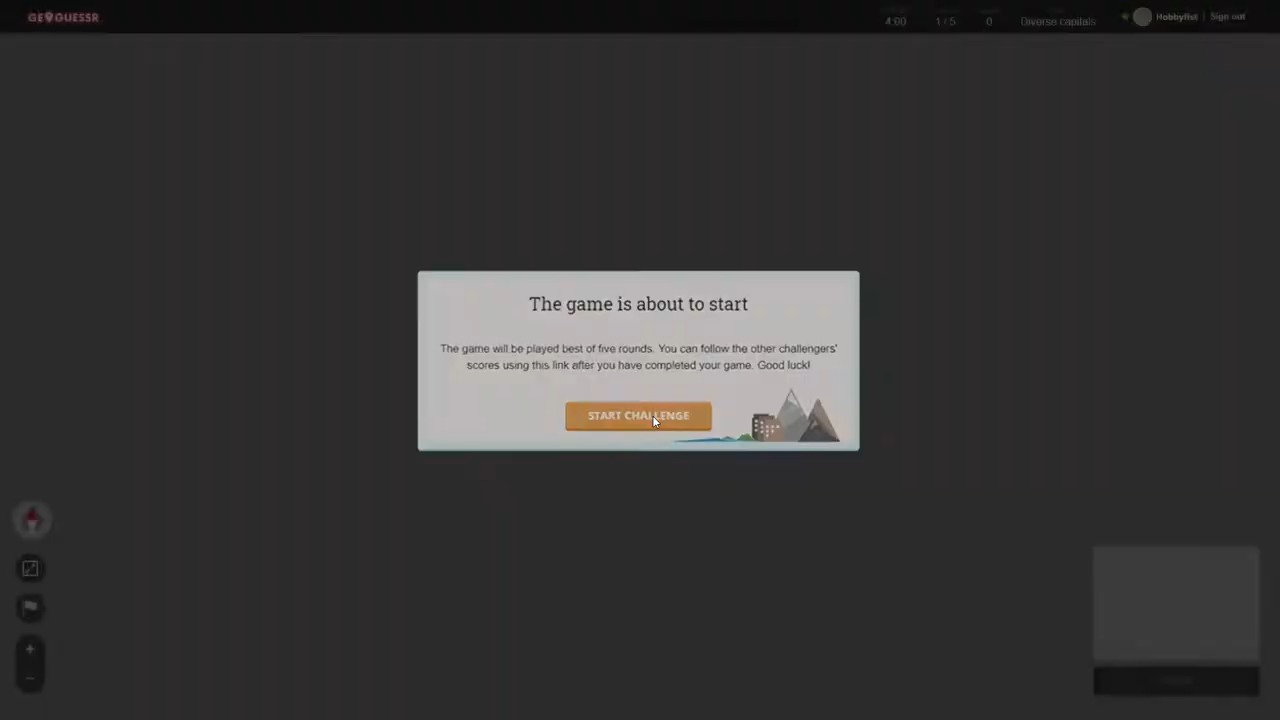 GEOGUESSR
4:00
1 / 5
0
Diverse capitals
Hobbyfist | Sign out
The game is about to start
The game will be played best of five rounds. You can follow the other challengers'
scores using this link after you have completed your game. Good luck!
START CHALLENGE
+
-